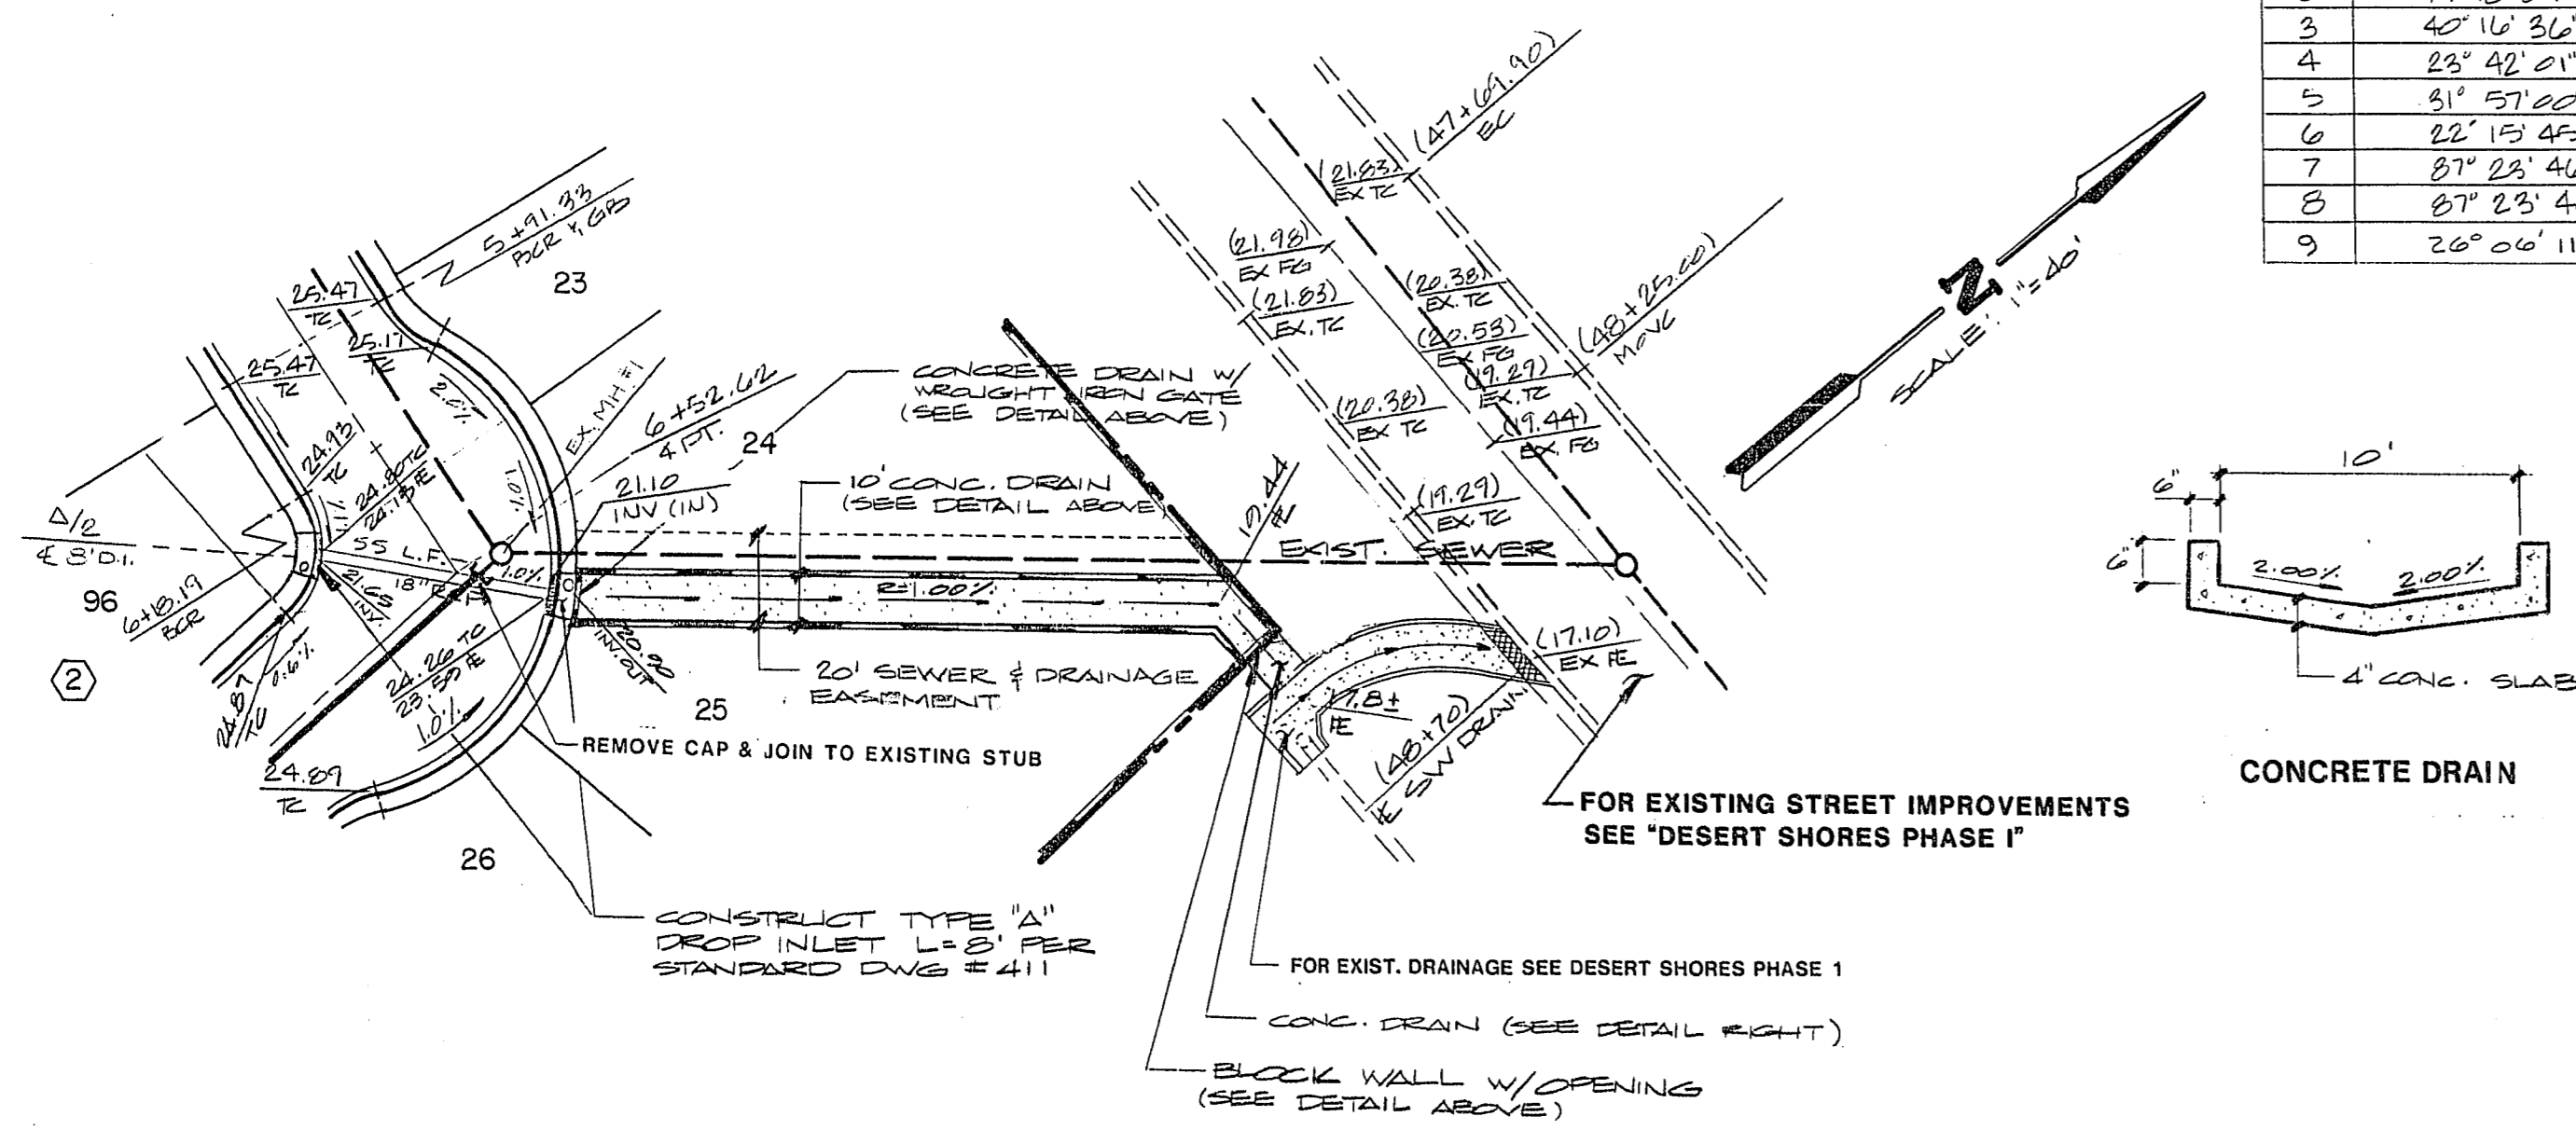 3 40° 16' 36"
4 23° 42' 01"
5 31° 57' 00
6 22° 15' 45
7 87° 23' 46
8 87° 23' 4
9 26° 06' 11
(47+69.90)
EC
(21.83)
EX TC
5+91.33
BCR & GB
23
(21.98)
EX FG
(21.83)
EX. TC
(20.38)
EX. TC
(20.53)
EX FG
(19.29)
EX. TC
(48+25.00)
MOVC
N
SCALE: 1"=40'
25.47
TC
25.17
TC
25.47
TC
2.0%
EX. MH #1
6+52.62
4 PT.
24
CONCRETE DRAIN W/
WROUGHT IRON GATE
(SEE DETAIL ABOVE)
(20.38)
EX TC
(19.44)
EX. FG
24.93
TC
24.80 TC
24.13 FE
1.0%
1.1%
21.10
INV (IN)
10' CONC. DRAIN
(SEE DETAIL ABOVE)
19.44
FE
(19.29)
EX. TC
10'
6"
6"
2.00% 2.00%
4" CONC. SLAB
CONCRETE DRAIN
Δ/2
℄ 8' D.I.
55 L.F.
18"
1.0%
EXIST. SEWER
96
6+18.19
BCR
21.65
INV.
R=1.00%
20.90
INV. OUT
(17.10)
EX FE
2
0.6%
24.87
TC
24.26 TC
23.59 FE
1.0%
20' SEWER & DRAINAGE
EASEMENT
25
17.8±
FE
(48+70)
℄ SW DRAIN
REMOVE CAP & JOIN TO EXISTING STUB
24.89
TC
FOR EXISTING STREET IMPROVEMENTS
SEE "DESERT SHORES PHASE I"
26
CONSTRUCT TYPE "A"
DROP INLET L=8' PER
STANDARD DWG #411
FOR EXIST. DRAINAGE SEE DESERT SHORES PHASE 1
CONC. DRAIN (SEE DETAIL RIGHT)
BLOCK WALL W/OPENING
(SEE DETAIL ABOVE)